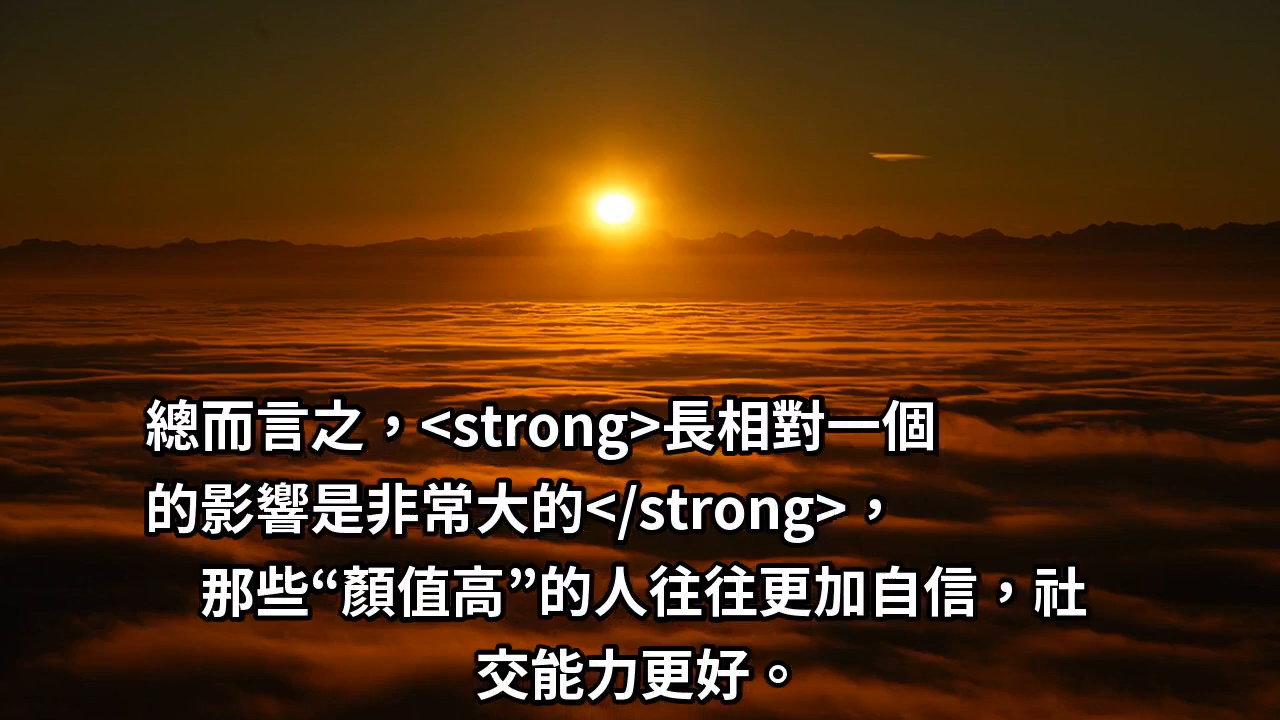 總而言之，<strong>長相對一個
的影響是非常大的</strong>，
那些“顏值高”的人往往更加自信，社
交能力更好。